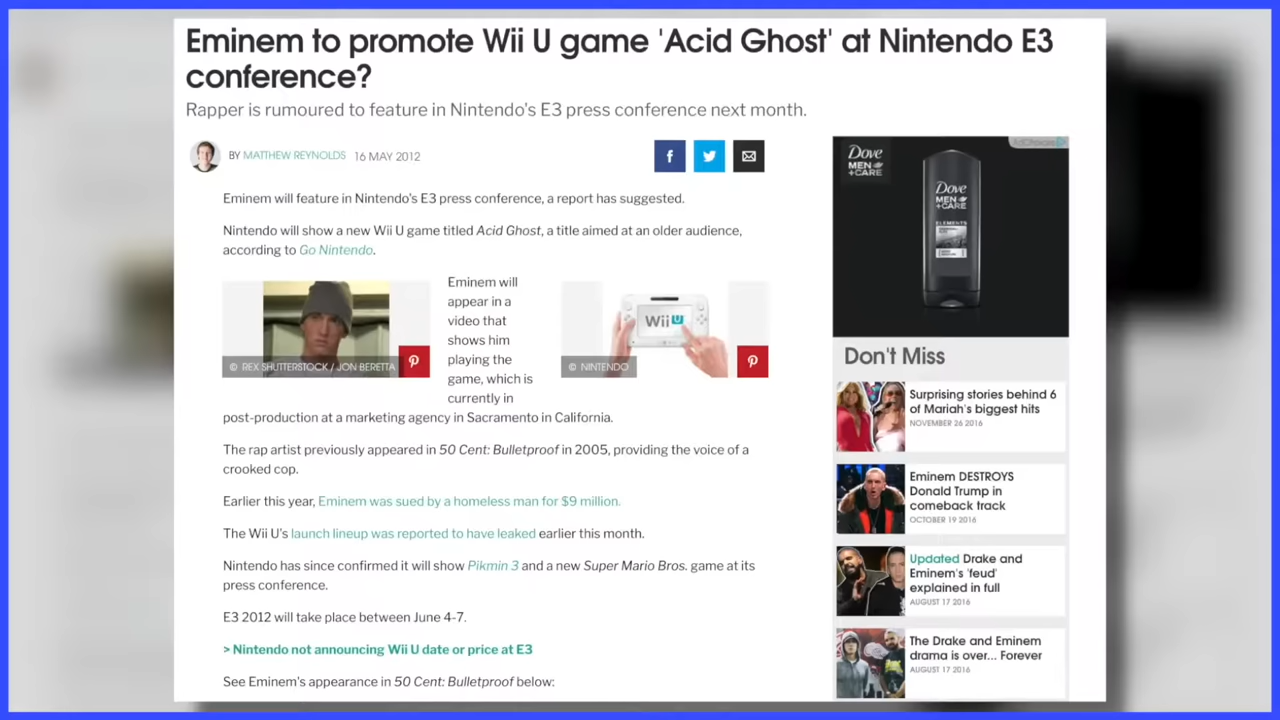 Eminem to promote Wii U game 'Acid Ghost' at Nintendo E3
conference?
Rapper is rumoured to feature in Nintendo's E3 press conference next month.
BY MATTHEW REYNOLDS 16 MAY 2012
f
Eminem will feature in Nintendo's E3 press conference, a report has suggested.
Nintendo will show a new Wii U game titled Acid Ghost, a title aimed at an older audience,
according to Go Nintendo.
© REX SHUTTERSTOCK / JON BERETTA
Eminem will
appear in a
video that
shows him
playing the
game, which is
currently in
Wii U
© NINTENDO
post-production at a marketing agency in Sacramento in California.
The rap artist previously appeared in 50 Cent: Bulletproof in 2005, providing the voice of a
crooked cop.
Earlier this year, Eminem was sued by a homeless man for $9 million.
The Wii U's launch lineup was reported to have leaked earlier this month.
Nintendo has since confirmed it will show Pikmin 3 and a new Super Mario Bros. game at its
press conference.
E3 2012 will take place between June 4-7.
> Nintendo not announcing Wii U date or price at E3
See Eminem's appearance in 50 Cent: Bulletproof below:
AdChoices
Dove
MEN
+CARE
Dove
MEN
+CARE
ELEMENTS
Don't Miss
Surprising stories behind 6
of Mariah's biggest hits
NOVEMBER 26 2016
Eminem DESTROYS
Donald Trump in
comeback track
OCTOBER 19 2016
Updated Drake and
Eminem's 'feud'
explained in full
AUGUST 17 2016
The Drake and Eminem
drama is over... Forever
AUGUST 17 2016